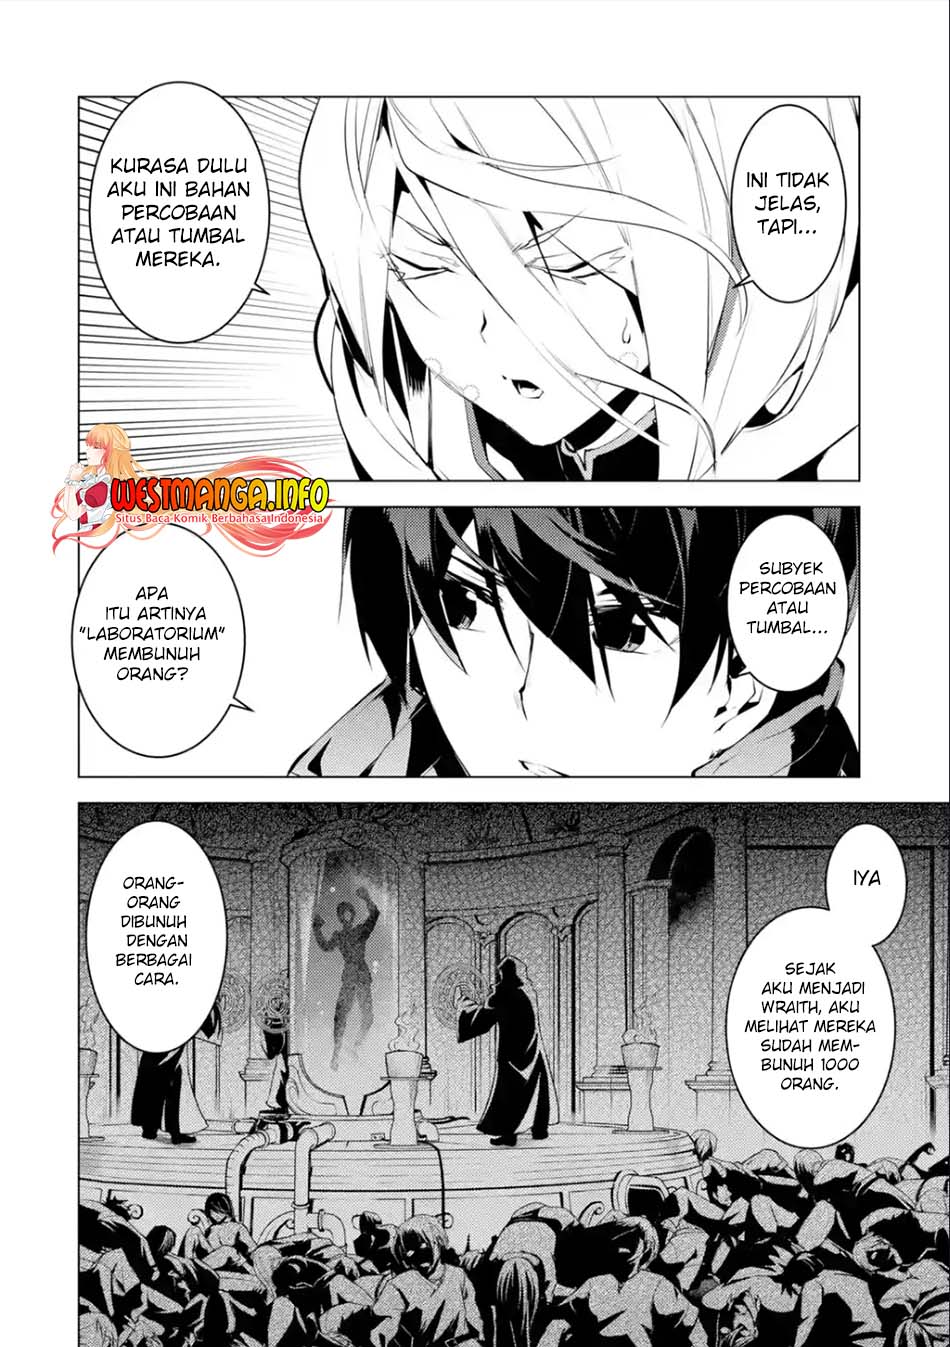 INI TIDAK
JELAS,
TAPI...
KURASA DULU
AKU INI BAHAN
PERCOBAAN
ATAU TUMBAL
MEREKA.
WESTMANGA.INFO
Situs Baca Komik Berbahasa Indonesia
SUBYEK
PERCOBAAN
ATAU
TUMBAL...
APA
ITU ARTINYA
"LABORATORIUM"
MEMBUNUH
ORANG?
IYA
SEJAK
AKU MENJADI
WRAITH, AKU
MELIHAT MEREKA
SUDAH MEM-
BUNUH 1000
ORANG.
ORANG-
ORANG
DIBUNUH
DENGAN
BERBAGAI
CARA.